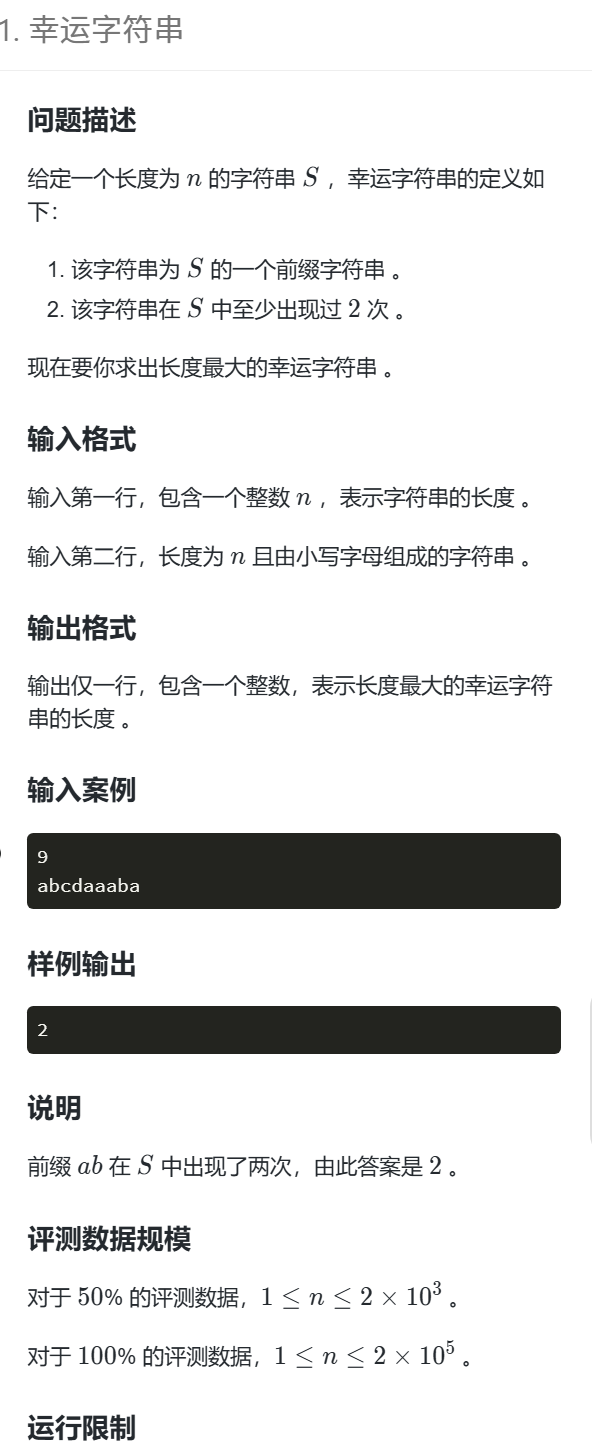 1. 幸运字符串
问题描述
给定一个长度为 n 的字符串 S ，幸运字符串的定义如
下：
1. 该字符串为 S 的一个前缀字符串 。
2. 该字符串在 S 中至少出现过 2 次 。
现在要你求出长度最大的幸运字符串 。
输入格式
输入第一行，包含一个整数 n ，表示字符串的长度 。
输入第二行，长度为 n 且由小写字母组成的字符串 。
输出格式
输出仅一行，包含一个整数，表示长度最大的幸运字符
串的长度 。
输入案例
9
abcdaaaba
样例输出
2
说明
前缀 ab 在 S 中出现了两次，由此答案是 2 。
评测数据规模
对于 50% 的评测数据，1 ≤ n ≤ 2 × 10³ 。
对于 100% 的评测数据，1 ≤ n ≤ 2 × 10⁵ 。
运行限制